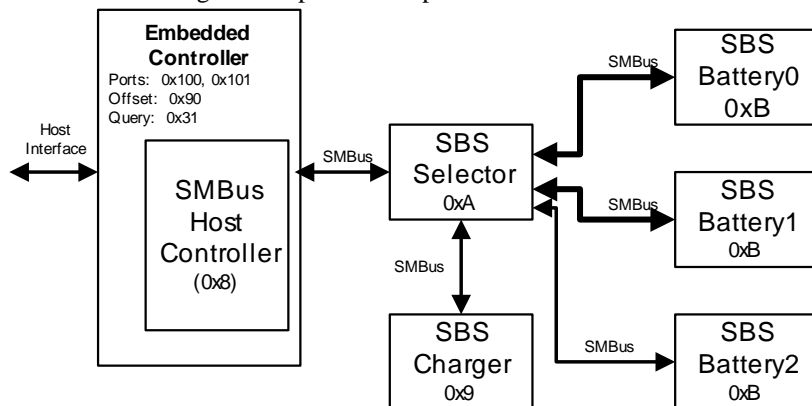 Embedded
Controller
Ports: 0x100, 0x101
Offset: 0x90
Query: 0x31
Host
Interface
SMBus
Host
Controller
(0x8)
SMBus
SBS
Selector
0xA
SMBus
SBS
Charger
0x9
SMBus
SBS
Battery0
0xB
SMBus
SBS
Battery1
0xB
SMBus
SBS
Battery2
0xB